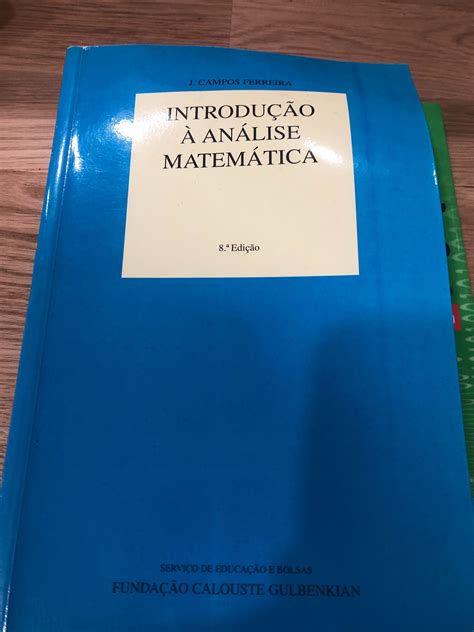 J. CAMPOS FERREIRA
INTRODUÇÃO
À ANÁLISE
MATEMÁTICA
8.ª Edição
SERVIÇO DE EDUCAÇÃO E BOLSAS
FUNDAÇÃO CALOUSTE GULBENKIAN